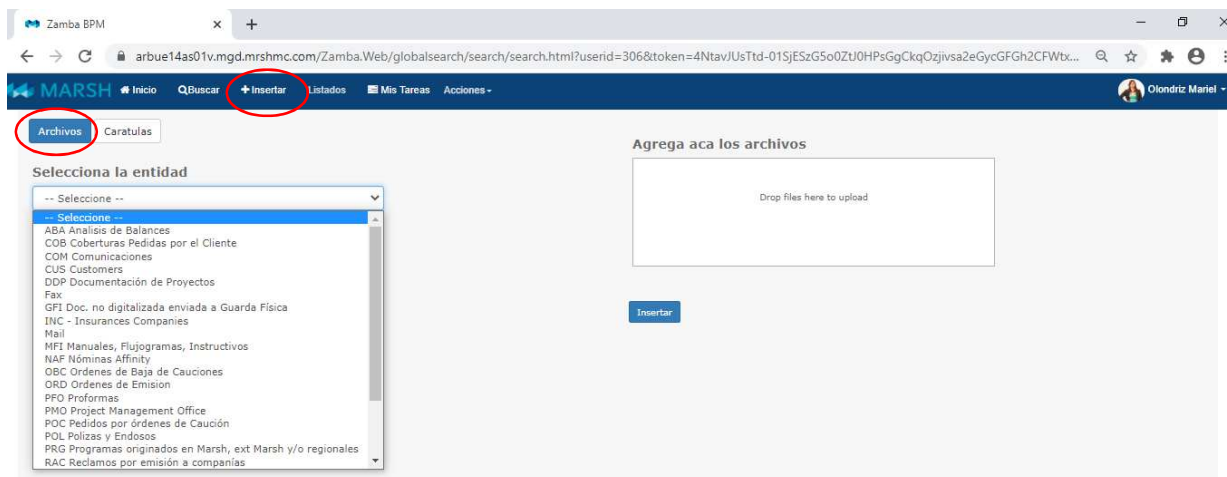 Zamba BPM
arbue14as01v.mgd.mrshmc.com/Zamba.Web/globalsearch/search/search.html?userid=306&token=4NtavJUsTtd-01SjESzG5o0ZtJ0HPsGgCkqOzjivsa2eGycGFGh2CFWtx...
MARSH Inicio QBuscar +Insertar Listados Mis Tareas Acciones Olondriz Mariel
Archivos Caratulas
Agrega aca los archivos
Selecciona la entidad
-- Seleccione --
Drop files here to upload
-- Seleccione --
ABA Analisis de Balances
COB Coberturas Pedidas por el Cliente
COM Comunicaciones
CUS Customers
DDP Documentación de Proyectos
Fax
GFI Doc. no digitalizada enviada a Guarda Física
INC - Insurances Companies
Insertar
Mail
MFI Manuales, Flujogramas, Instructivos
NAF Nóminas Affinity
OBC Ordenes de Baja de Cauciones
ORD Ordenes de Emision
PFO Proformas
PMO Project Management Office
POC Pedidos por órdenes de Caución
POL Polizas y Endosos
PRG Programas originados en Marsh, ext Marsh y/o regionales
RAC Reclamos por emisión a companías